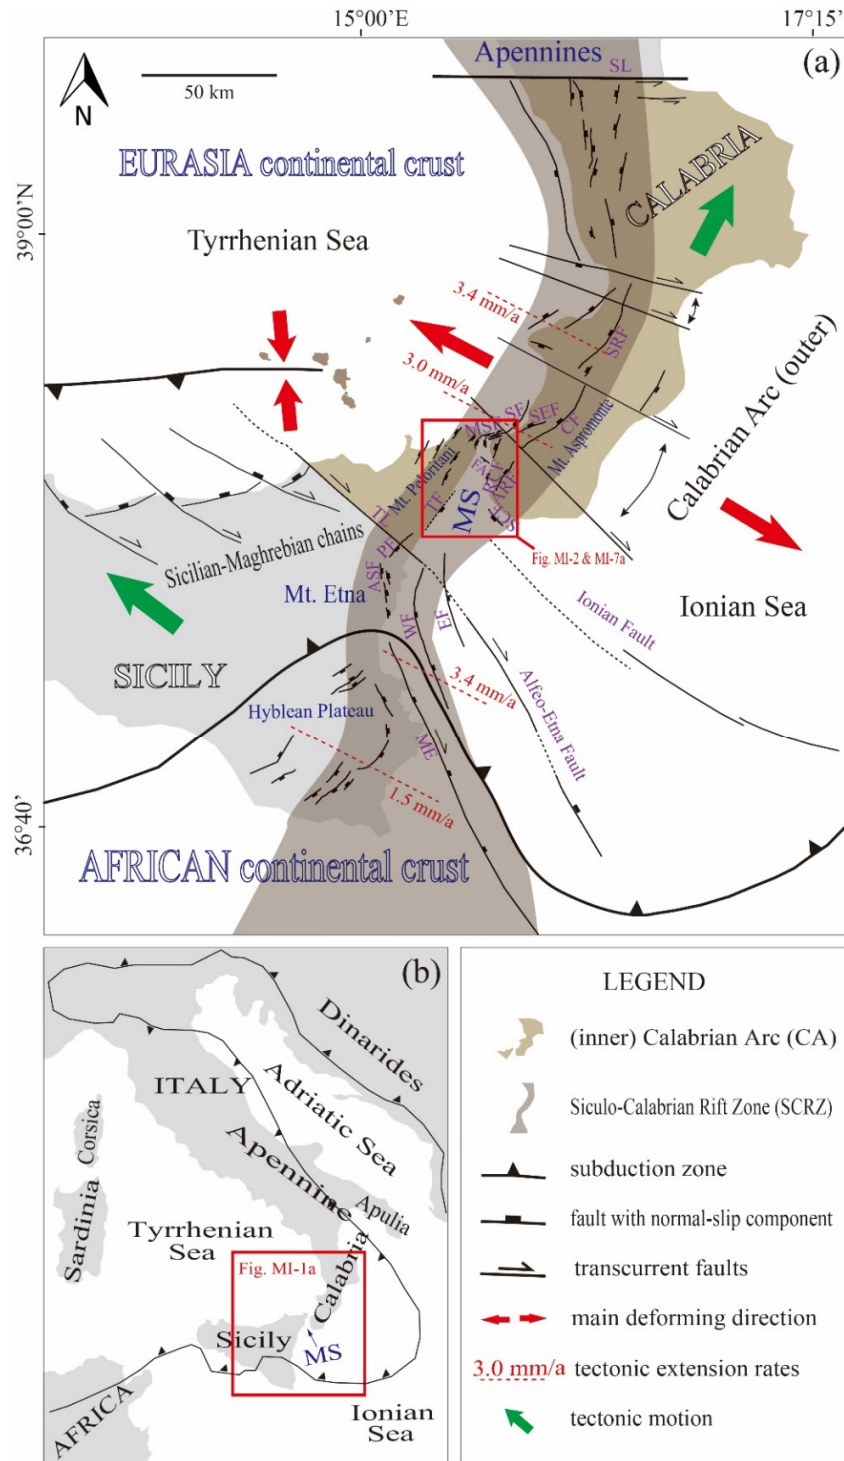 15°00'E
17°15'
Apennines
(a)
SL
50 km
N
EURASIA continental crust
CALABRIA
39°00'N
Tyrrhenian Sea
3.4 mm/a
SRF
3.0 mm/a
Calabrian Arc (outer)
MSF
SF
SEF
CF
Mt. Aspromonte
Mt. Peloritani
FA
RCF
ARF
TF
MS
SCF
TL
Fig. MI-2 & MI-7a
Sicilian-Maghrebian chains
PF
ASF
Mt. Etna
Ionian Sea
Ionian Fault
WF
EF
SICILY
3.4 mm/a
Alfeo-Etna Fault
Hyblean Plateau
ME
1.5 mm/a
36°40'
AFRICAN continental crust
(b)
Dinarides
ITALY
Adriatic Sea
Corsica
Apennine
Apulia
Sardinia
Tyrrhenian
Sea
Calabria
Fig. MI-1a
Sicily
MS
AFRICA
Ionian
Sea
LEGEND
(inner) Calabrian Arc (CA)
Siculo-Calabrian Rift Zone (SCRZ)
subduction zone
fault with normal-slip component
transcurrent faults
main deforming direction
3.0 mm/a tectonic extension rates
tectonic motion